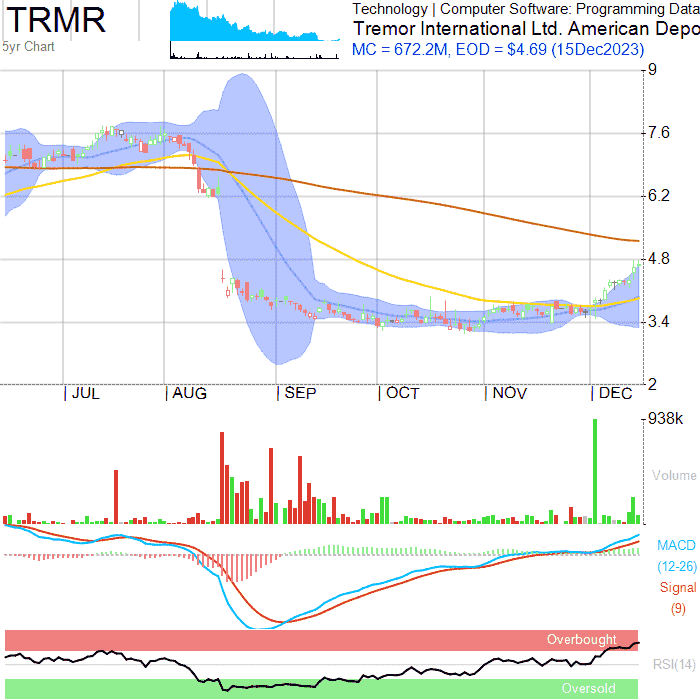 TRMR
5yr Chart
Technology | Computer Software: Programming Data
Tremor International Ltd. American Depo
MC = 672.2M, EOD = $4.69 (15Dec2023)
9
7.6
6.2
4.8
3.4
2
| JUL
| AUG
| SEP
| OCT
| NOV
| DEC
938k
Volume
MACD
(12-26)
Signal
(9)
Overbought
RSI(14)
Oversold